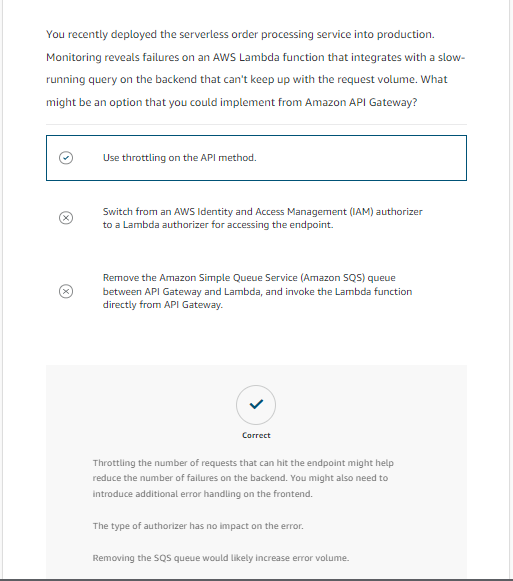 You recently deployed the serverless order processing service into production.
Monitoring reveals failures on an AWS Lambda function that integrates with a slow-
running query on the backend that can't keep up with the request volume. What
might be an option that you could implement from Amazon API Gateway?
Use throttling on the API method.
Switch from an AWS Identity and Access Management (IAM) authorizer
to a Lambda authorizer for accessing the endpoint.
Remove the Amazon Simple Queue Service (Amazon SQS) queue
between API Gateway and Lambda, and invoke the Lambda function
directly from API Gateway.
Correct
Throttling the number of requests that can hit the endpoint might help
reduce the number of failures on the backend. You might also need to
introduce additional error handling on the frontend.
The type of authorizer has no impact on the error.
Removing the SQS queue would likely increase error volume.